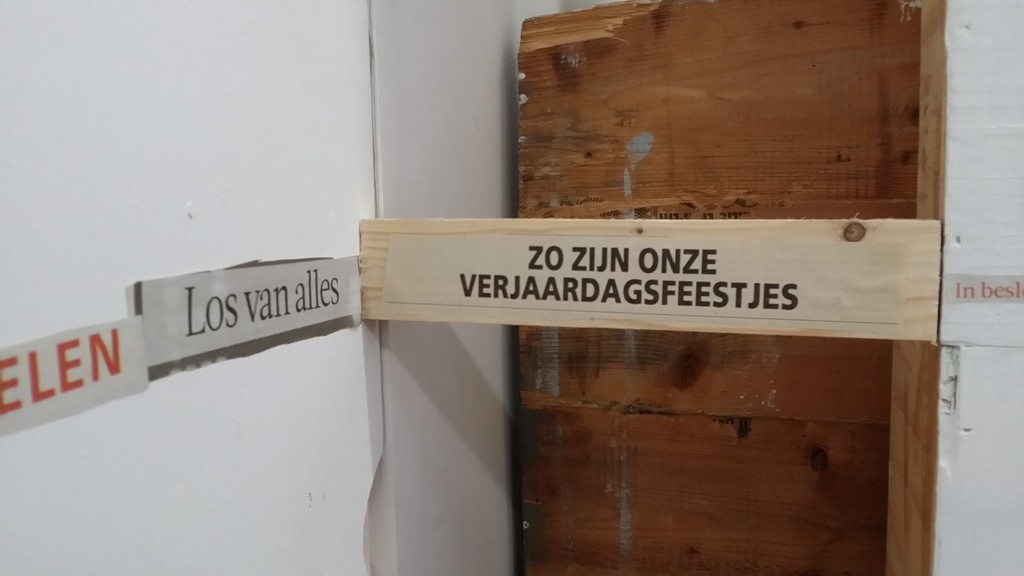 ELEN
Los van alles
ZO ZIJN ONZE
VERJAARDAGSFEESTJES
In besl